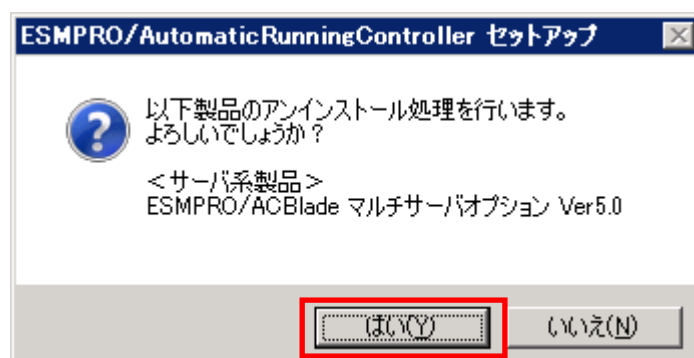 ESMPRO/AutomaticRunningController セットアップ
以下製品のアンインストール処理を行います。
よろしいでしょうか？
＜サーバ系製品＞
ESMPRO/ACBlade マルチサーバオプション Ver5.0
はい(Y)
いいえ(N)